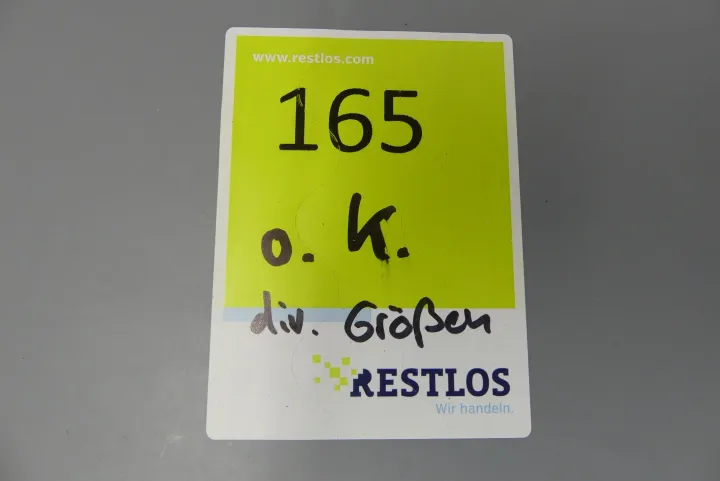 www.restlos.com
165
o. K.
div. Größen
RESTLOS
Wir handeln.